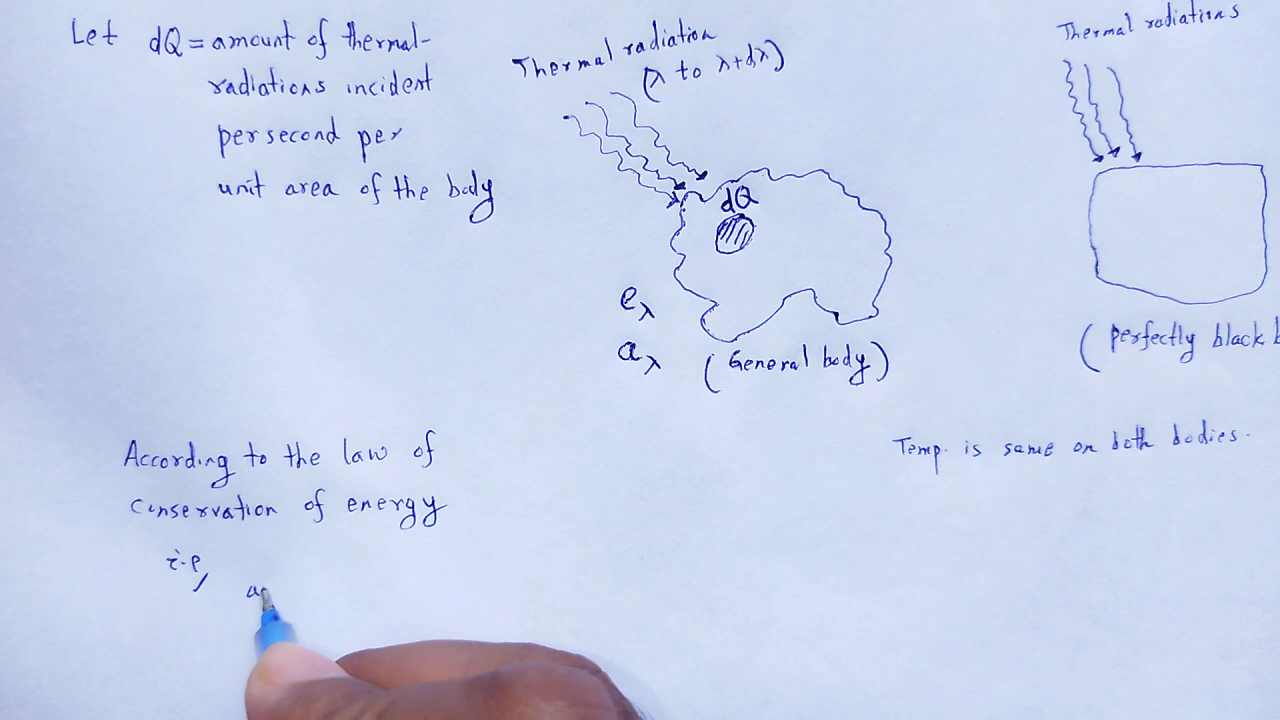 Let dQ = amount of thermal-
radiations incident
per second per
unit area of the body
Thermal radiation
(λ to λ+dλ)
dQ
eλ
aλ
(General body)
Thermal radiations
(perfectly black b
Temp. is same on both bodies.
According to the law of
conservation of energy
i.e,